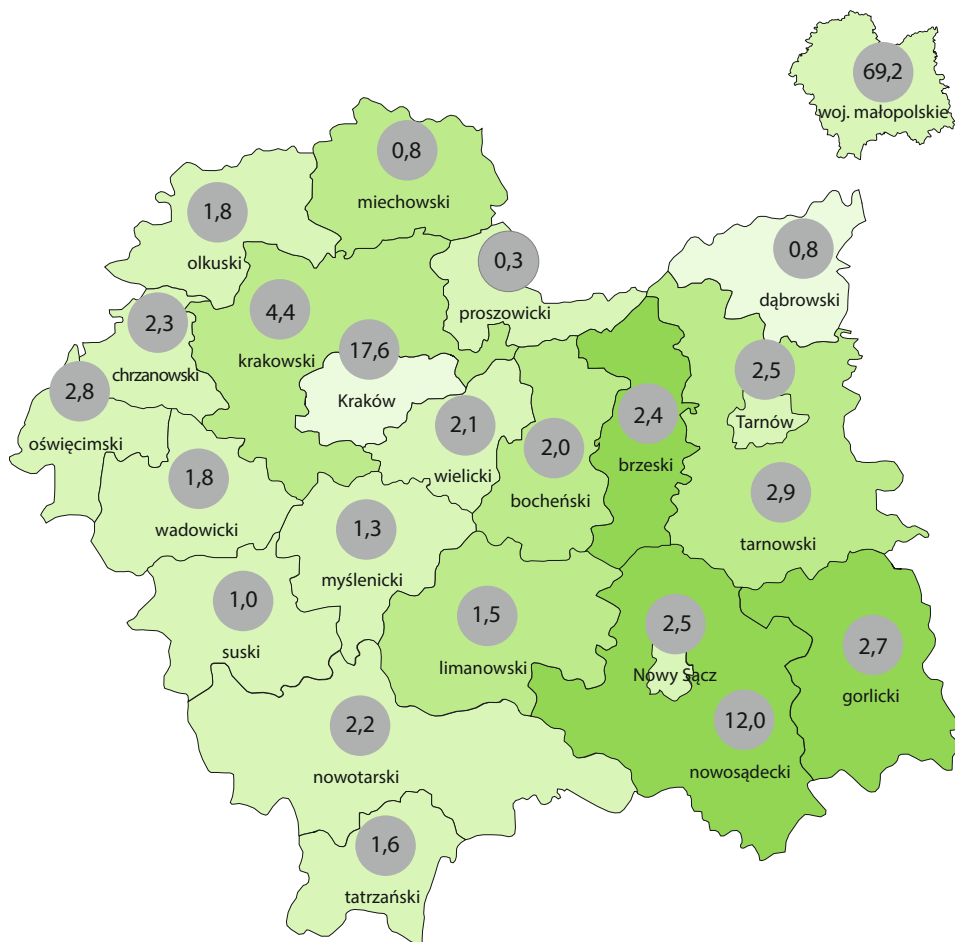 69,2
woj. małopolskie
0,8
miechowski
1,8
olkuski
0,3
proszowicki
0,8
dąbrowski
4,4
krakowski
2,3
chrzanowski
17,6
Kraków
2,8
oświęcimski
2,5
Tarnów
2,4
brzeski
2,1
wielicki
2,0
bocheński
1,8
wadowicki
2,9
tarnowski
1,3
myślenicki
1,0
suski
1,5
limanowski
2,5
Nowy Sącz
2,7
gorlicki
12,0
nowosądecki
2,2
nowotarski
1,6
tatrzański